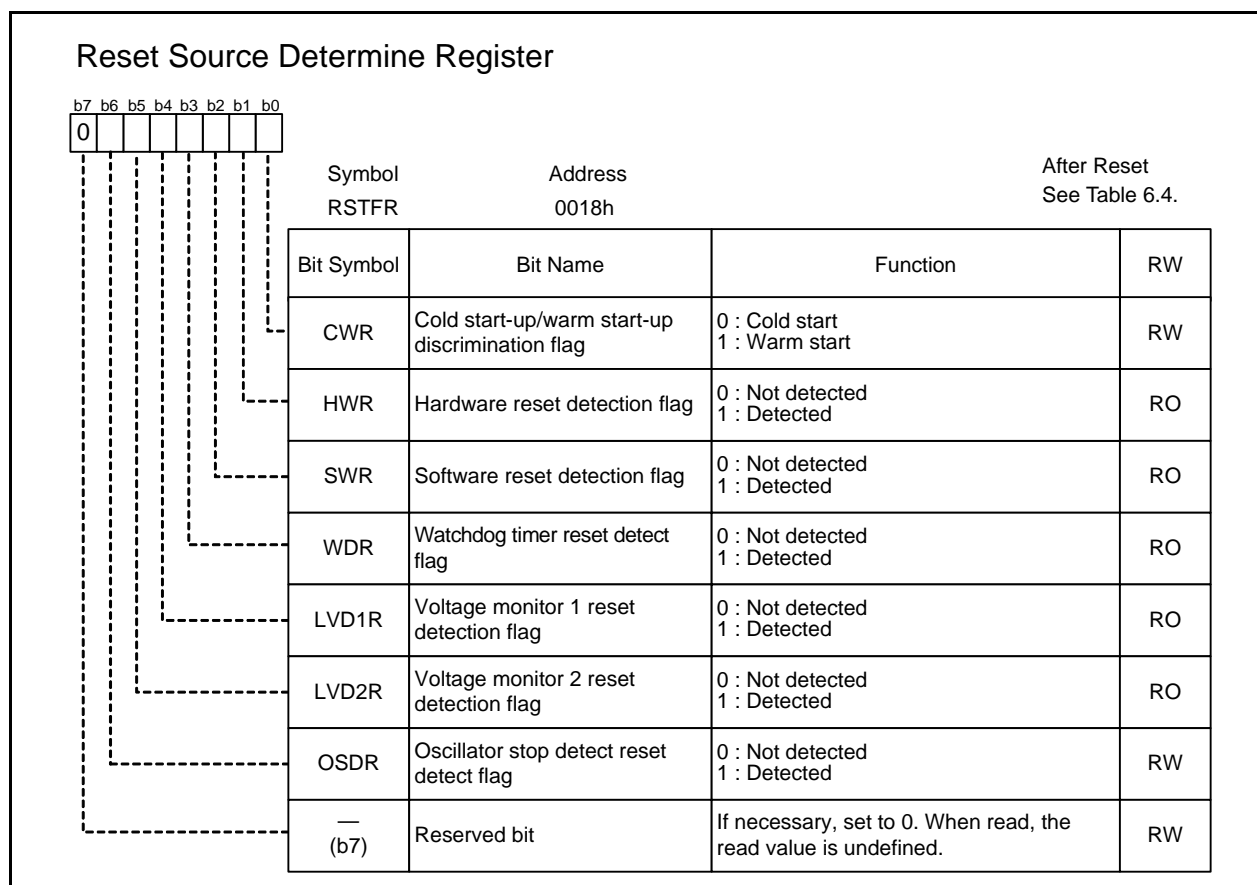 Reset Source Determine Register
b7 b6 b5 b4 b3 b2 b1 b0
0
Symbol Address After Reset
RSTFR 0018h See Table 6.4.
Bit Symbol Bit Name Function RW
CWR Cold start-up/warm start-up discrimination flag 0 : Cold start 1 : Warm start RW
HWR Hardware reset detection flag 0 : Not detected 1 : Detected RO
SWR Software reset detection flag 0 : Not detected 1 : Detected RO
WDR Watchdog timer reset detect flag 0 : Not detected 1 : Detected RO
LVD1R Voltage monitor 1 reset detection flag 0 : Not detected 1 : Detected RO
LVD2R Voltage monitor 2 reset detection flag 0 : Not detected 1 : Detected RO
OSDR Oscillator stop detect reset detect flag 0 : Not detected 1 : Detected RW
— (b7) Reserved bit If necessary, set to 0. When read, the read value is undefined. RW